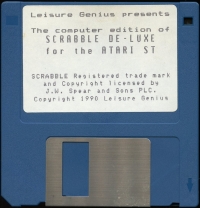 Leisure Genius presents
The computer edition of
SCRABBLE DE-LUXE
for the ATARI ST
SCRABBLE Registered trade mark
and Copyright licensed by
J.W. Spear and Sons PLC.
Copyright 1990 Leisure Genius